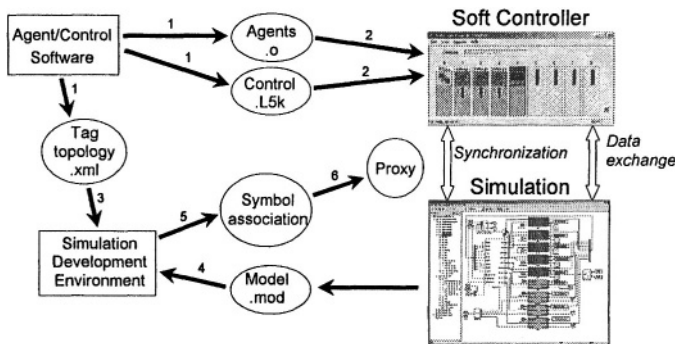 Soft Controller
Agent/Control
Software
1
Agents
.o
2
1
Control
.L5k
2
1
Tag
topology
.xml
Synchronization
Data
exchange
6
Proxy
3
Symbol
association
5
Simulation
Simulation
Development
Environment
4
Model
.mod